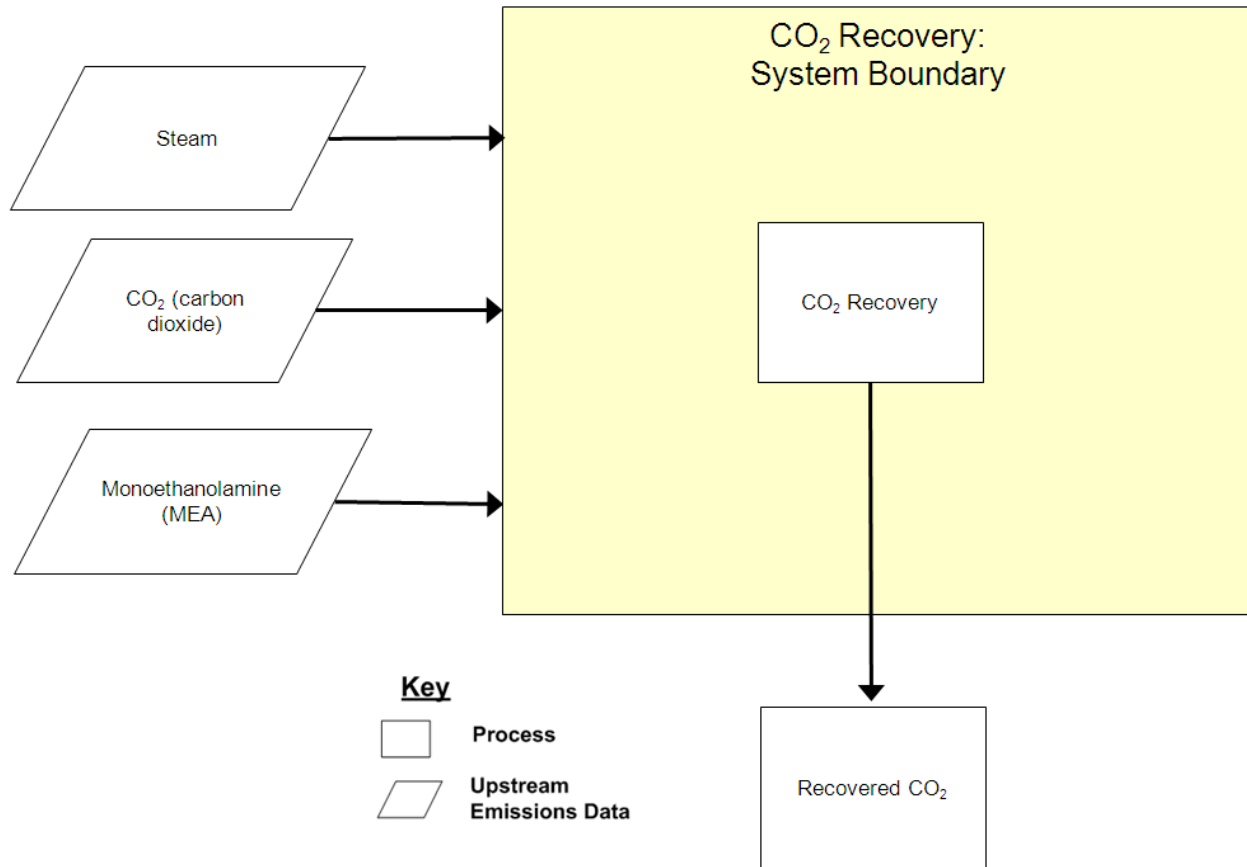 CO₂ Recovery:
System Boundary
Steam
CO₂ (carbon
dioxide)
CO₂ Recovery
Monoethanolamine
(MEA)
Key
Process
Upstream
Emissions Data
Recovered CO₂